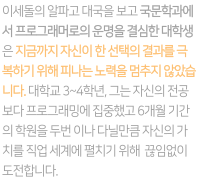 이세돌의 알파고 대국을 보고 국문학과에
서 프로그래머로의 운명을 결심한 대학생
은 지금까지 자신이 한 선택의 결과를 극
복하기 위해 피나는 노력을 멈추지 않았습
니다. 대학교 3~4학년, 그는 자신의 전공
보다 프로그래밍에 집중했고 6개월 기간
의 학원을 두번 이나 다닐만큼 자신의 가
치를 직업 세계에 펼치기 위해 끊임없이
도전합니다.